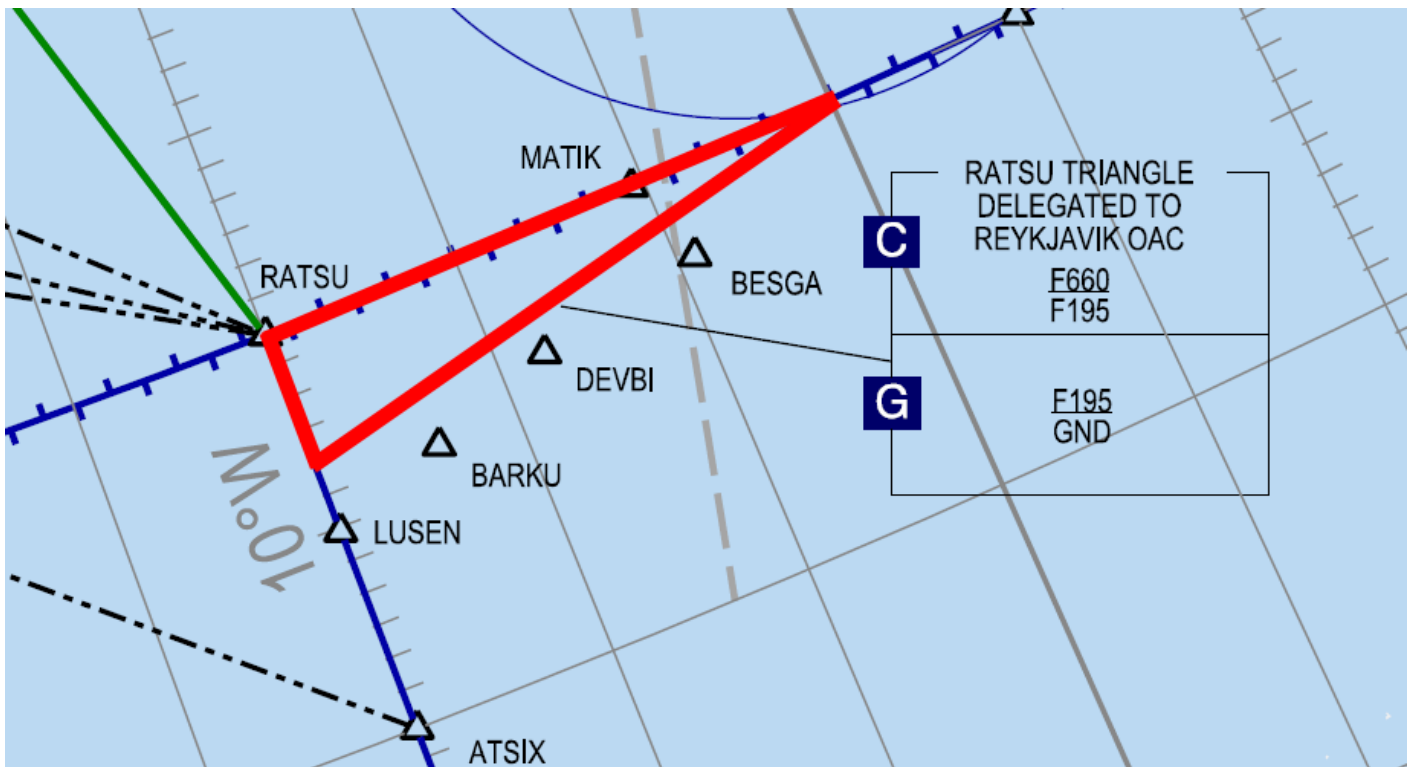 MATIK
RATSU TRIANGLE
DELEGATED TO
REYKJAVIK OAC
C
F660
F195
BESGA
RATSU
DEVBI
G
F195
GND
BARKU
10°W
LUSEN
ATSIX